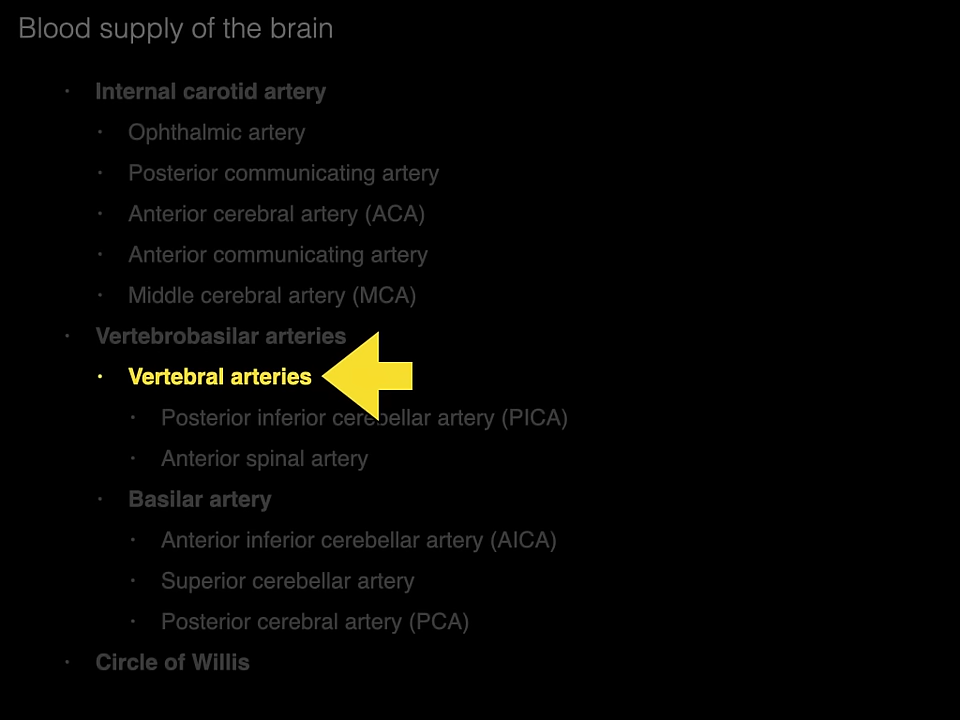 Blood supply of the brain
· Internal carotid artery
· Ophthalmic artery
· Posterior communicating artery
· Anterior cerebral artery (ACA)
· Anterior communicating artery
· Middle cerebral artery (MCA)
· Vertebrobasilar arteries
· Vertebral arteries
· Posterior inferior cerebellar artery (PICA)
· Anterior spinal artery
· Basilar artery
· Anterior inferior cerebellar artery (AICA)
· Superior cerebellar artery
· Posterior cerebral artery (PCA)
· Circle of Willis